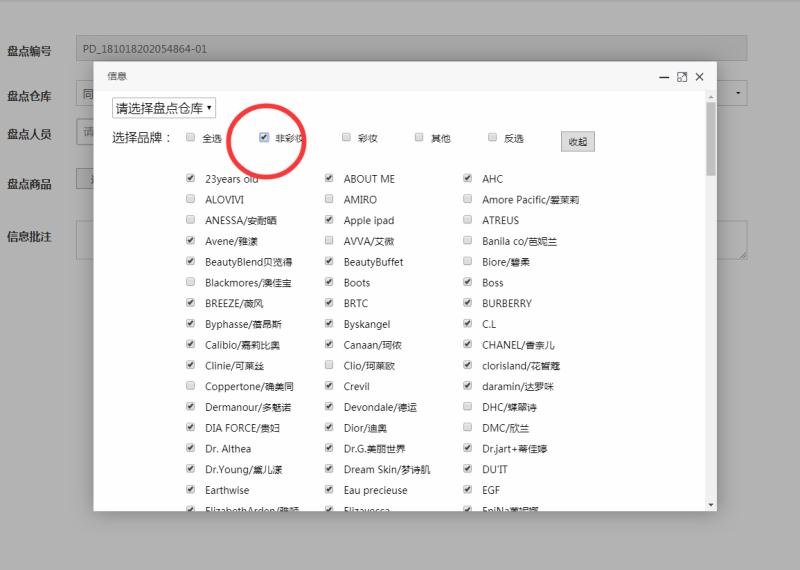 信息
盘点编号 PD_181018202054864-01
盘点仓库 同
请选择盘点仓库
盘点人员 请
选择品牌： 全选 非彩妆 彩妆 其他 反选 收起
盘点商品
信息批注
23years old ABOUT ME AHC
ALOVIVI AMIRO Amore Pacific/爱茉莉
ANESSA/安耐晒 Apple ipad ATREUS
Avene/雅漾 AVVA/艾微 Banila co/芭妮兰
BeautyBlend贝览得 BeautyBuffet Biore/碧柔
Blackmores/澳佳宝 Boots Boss
BREEZE/薇风 BRTC BURBERRY
Byphasse/蓓昂斯 Byskangel C.L
Calibio/嘉莉比奥 Canaan/珂侬 CHANEL/香奈儿
Clinie/可莱丝 Clio/珂莱欧 clorisland/花皙蔻
Coppertone/确美同 Crevil daramin/达罗咪
Dermanour/多魅诺 Devondale/德运 DHC/蝶翠诗
DIA FORCE/贵妇 Dior/迪奥 DMC/欣兰
Dr. Althea Dr.G.美丽世界 Dr.jart+蒂佳婷
Dr.Young/黛儿漾 Dream Skin/梦诗肌 DU'IT
Earthwise Eau precieuse EGF
ElizabethArden/雅顿 Elizavecca